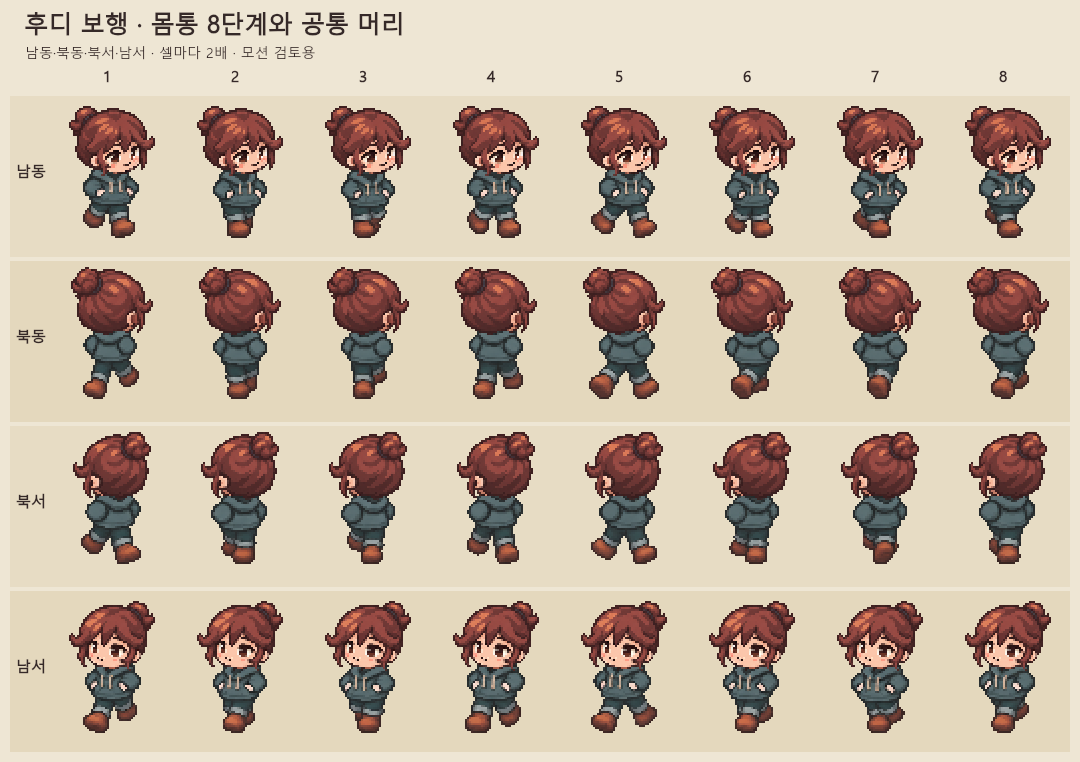 후디 보행 · 몸통 8단계와 공통 머리
남동·북동·북서·남서 · 셀마다 2배 · 모션 검토용
1 2 3 4 5 6 7 8
남동
북동
북서
남서